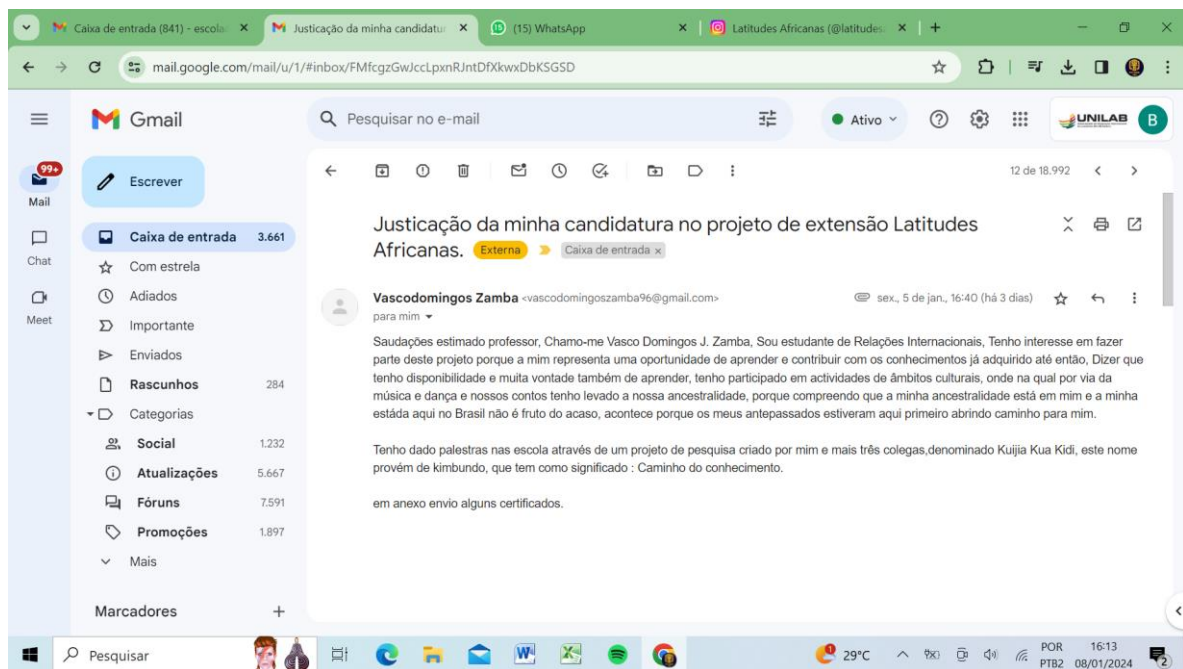 Caixa de entrada (841) - escola
Justicação da minha candidatur
(15) WhatsApp
Latitudes Africanas (@latitudes
mail.google.com/mail/u/1/#inbox/FMfcgzGwJccLpxnRJntDfXkwxDbKSGSD
Gmail
Pesquisar no e-mail
Ativo
UNILAB
B
99+
Mail
Chat
Meet
Escrever
12 de 18.992
Caixa de entrada 3.661
Com estrela
Adiados
Importante
Enviados
Rascunhos 284
Categorias
Social 1.232
Atualizações 5.667
Fóruns 7.591
Promoções 1.897
Mais
Marcadores
Justicação da minha candidatura no projeto de extensão Latitudes
Africanas. Externa Caixa de entrada x
Vascodomingos Zamba <vascodomingoszamba96@gmail.com> sex., 5 de jan., 16:40 (há 3 dias)
para mim
Saudações estimado professor, Chamo-me Vasco Domingos J. Zamba, Sou estudante de Relações Internacionais, Tenho interesse em fazer
parte deste projeto porque a mim representa uma oportunidade de aprender e contribuir com os conhecimentos já adquirido até então, Dizer que
tenho disponibilidade e muita vontade também de aprender, tenho participado em actividades de âmbitos culturais, onde na qual por via da
música e dança e nossos contos tenho levado a nossa ancestralidade, porque compreendo que a minha ancestralidade está em mim e a minha
estáda aqui no Brasil não é fruto do acaso, acontece porque os meus antepassados estiveram aqui primeiro abrindo caminho para mim.
Tenho dado palestras nas escola através de um projeto de pesquisa criado por mim e mais três colegas,denominado Kuijia Kua Kidi, este nome
provém de kimbundo, que tem como significado : Caminho do conhecimento.
em anexo envio alguns certificados.
Pesquisar
29°C
POR
PTB2
16:13
08/01/2024
2